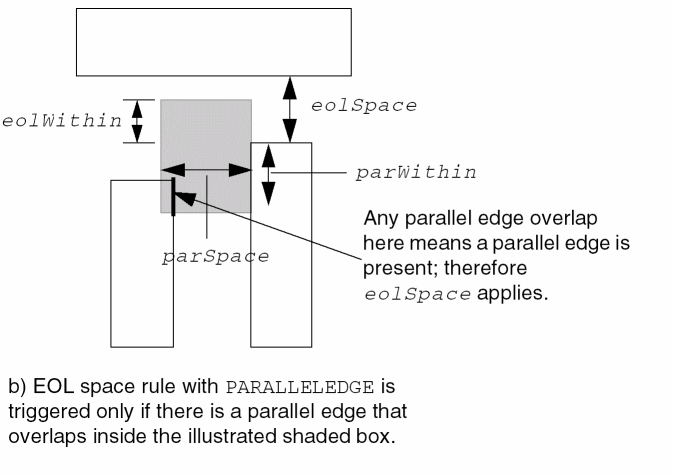 eolWithin
eolSpace
parWithin
parSpace
Any parallel edge overlap
here means a parallel edge is
present; therefore
eolSpace applies.
b) EOL space rule with PARALLELEDGE is
triggered only if there is a parallel edge that
overlaps inside the illustrated shaded box.